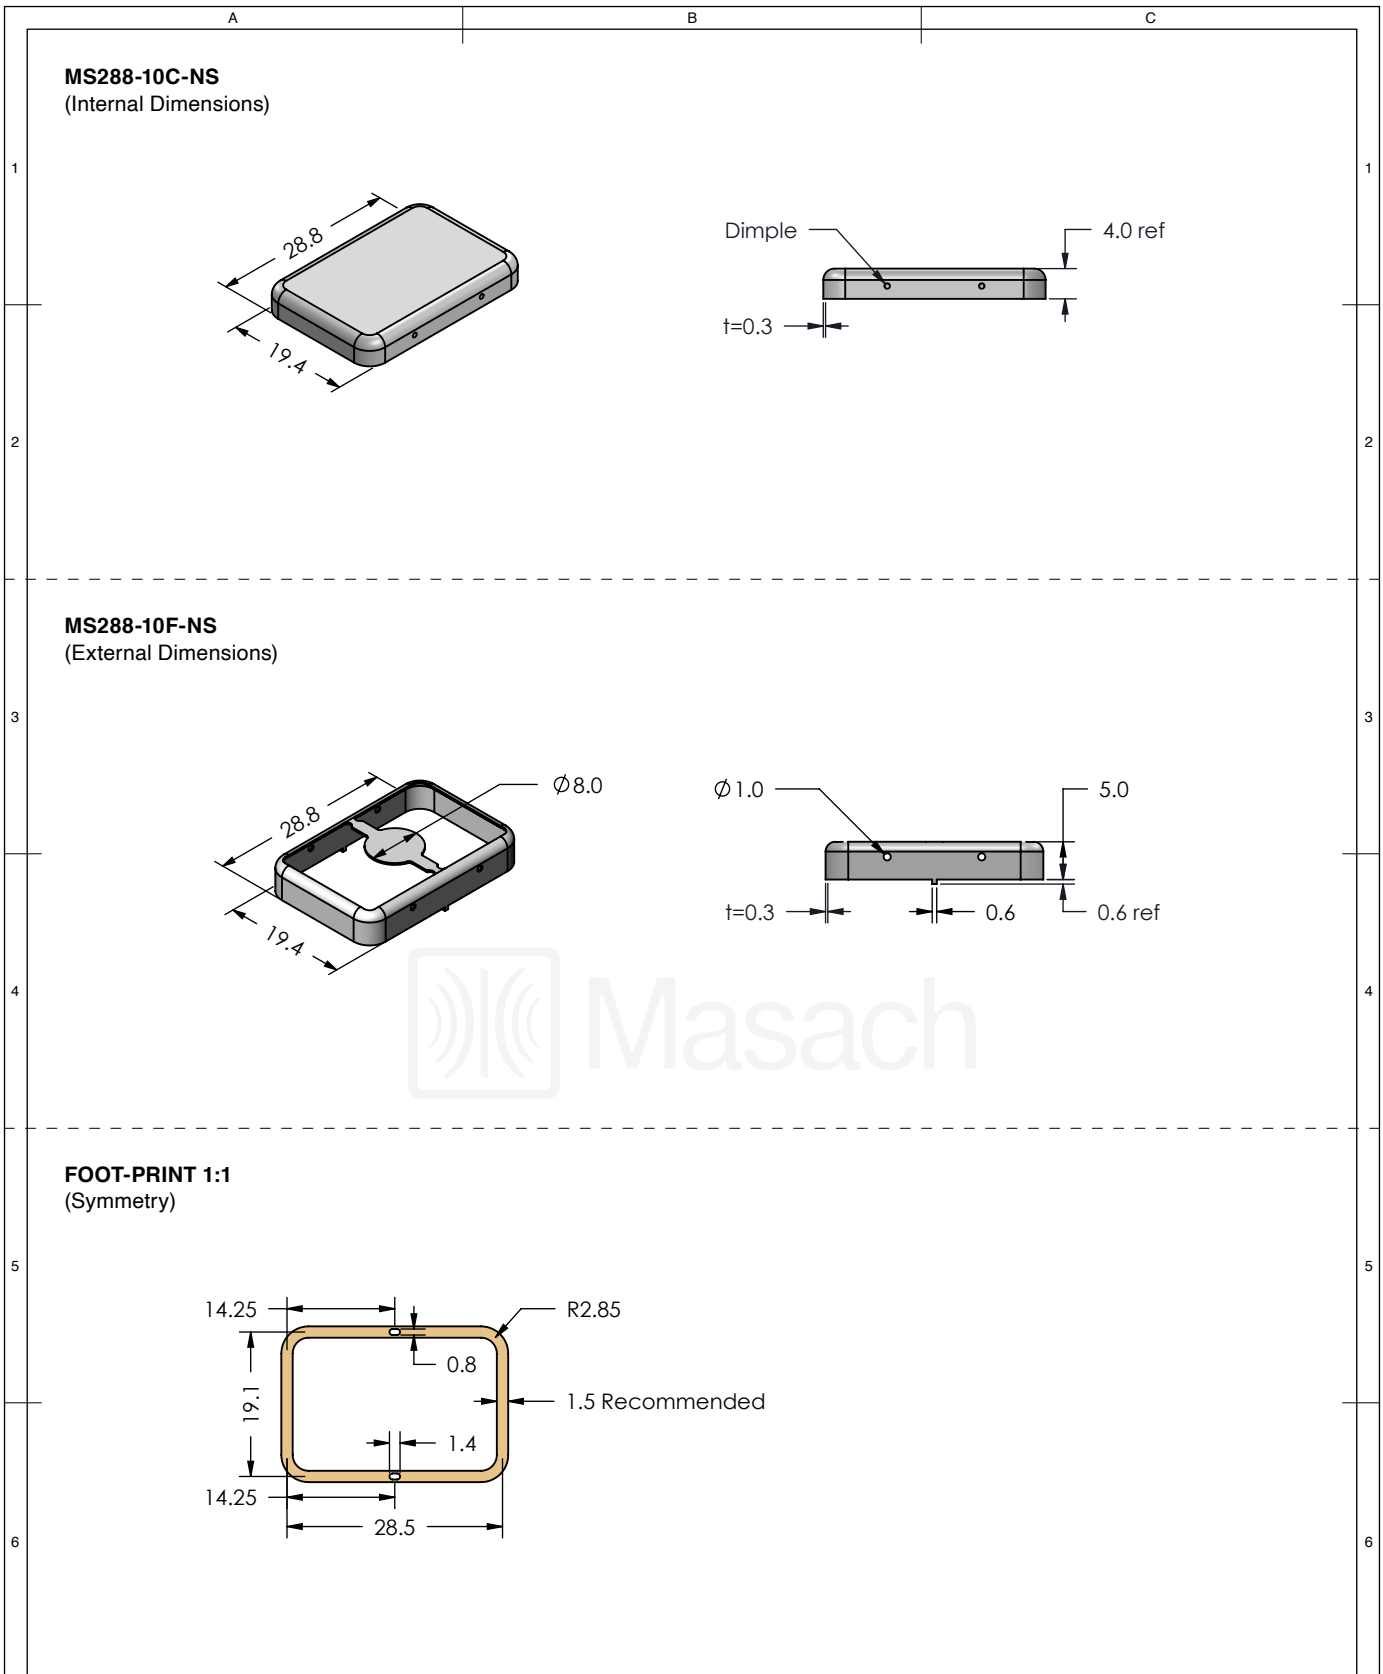 A B C
MS288-10C-NS
(Internal Dimensions)
1 1
28.8
19.4
Dimple
4.0 ref
t=0.3
2 2
MS288-10F-NS
(External Dimensions)
3 3
28.8
19.4
Ø8.0
Ø1.0
5.0
t=0.3
0.6
0.6 ref
Masach
4 4
FOOT-PRINT 1:1
(Symmetry)
5 5
14.25
R2.85
0.8
19.1
1.5 Recommended
1.4
14.25
28.5
6 6